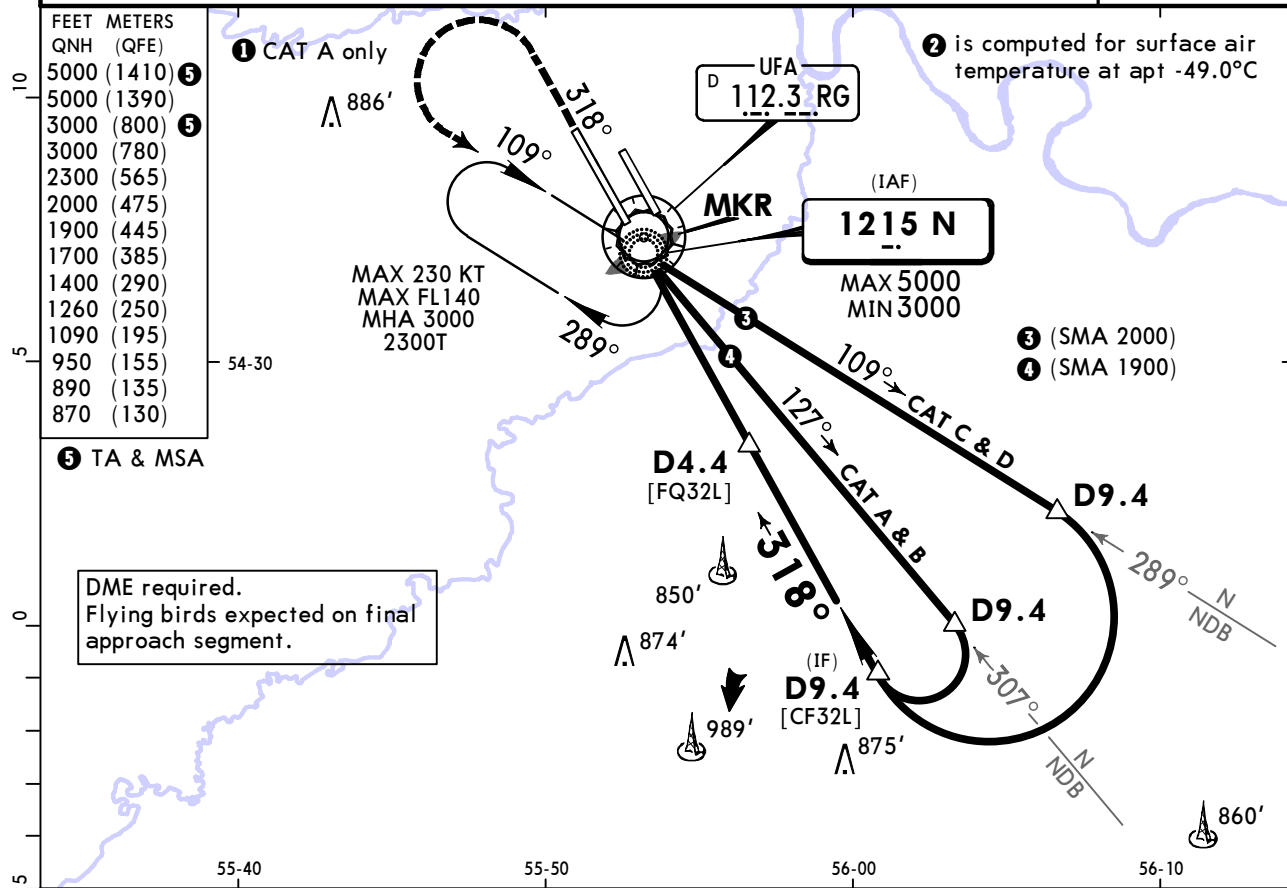 FEET METERS
QNH (QFE)
5000 (1410) 5
5000 (1390)
3000 (800) 5
3000 (780)
2300 (565)
2000 (475)
1900 (445)
1700 (385)
1400 (290)
1260 (250)
1090 (195)
950 (155)
890 (135)
870 (130)
5 TA & MSA
1 CAT A only
2 is computed for surface air
temperature at apt -49.0°C
886'
318°
109°
UFA
D 112.3 RG
MKR
(IAF)
1215 N
MAX 5000
MIN 3000
MAX 230 KT
MAX FL140
MHA 3000
2300T
289°
3 (SMA 2000)
4 (SMA 1900)
3
4
109° CAT C & D
127° CAT A & B
D4.4
[FQ32L]
D9.4
289°
N
NDB
318°
850'
874'
D9.4
307°
N
NDB
(IF)
D9.4
[CF32L]
989'
875'
860'
DME required.
Flying birds expected on final
approach segment.
10
5
0
5
54-30
55-40
55-50
56-00
56-10